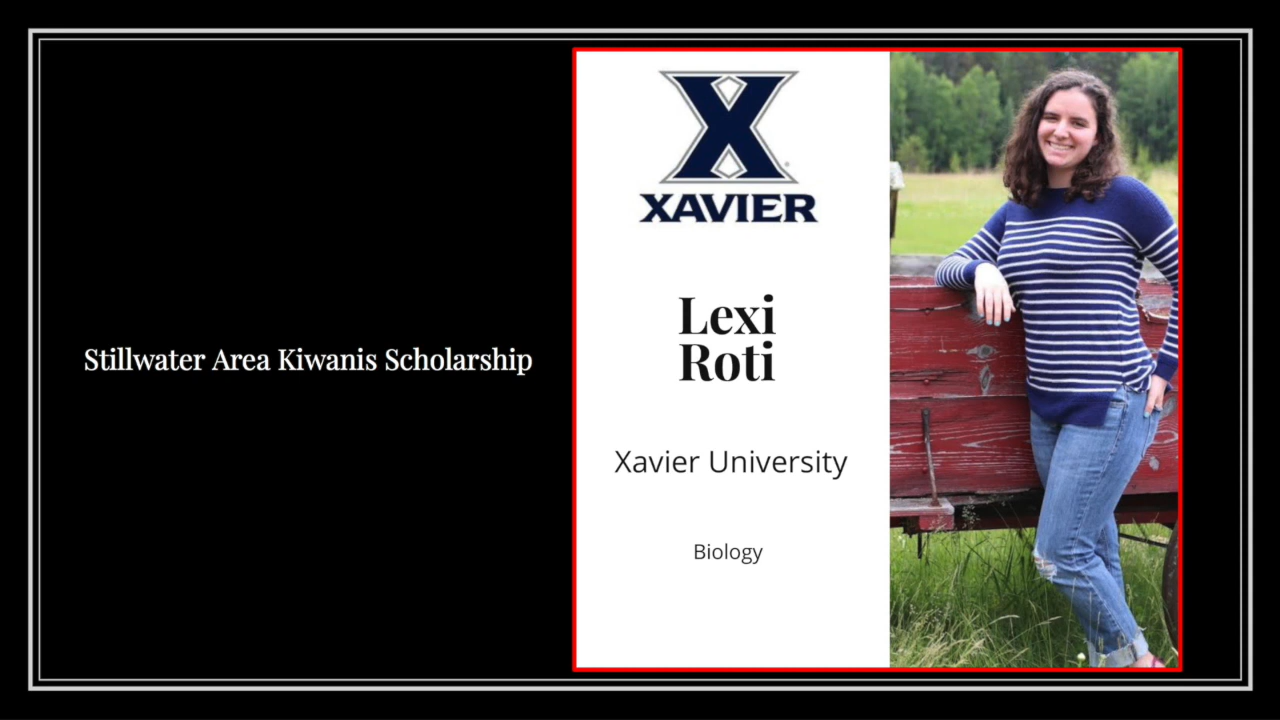 Stillwater Area Kiwanis Scholarship
X
XAVIER
Lexi
Roti
Xavier University
Biology